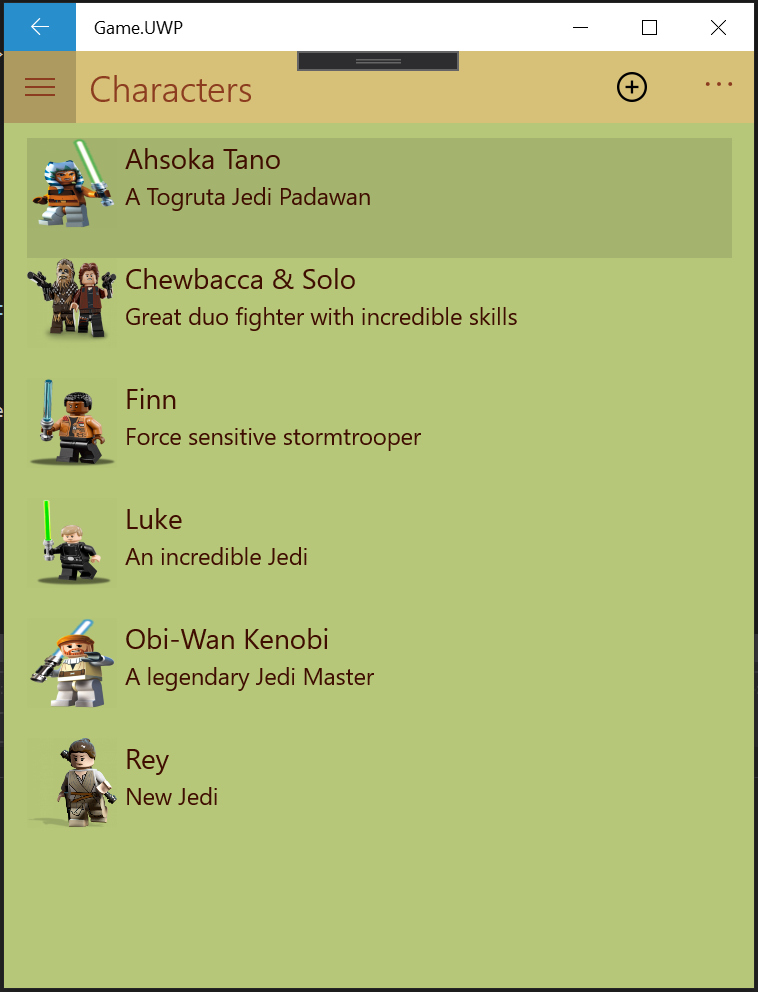 Game.UWP
Characters
Ahsoka Tano
A Togruta Jedi Padawan
Chewbacca & Solo
Great duo fighter with incredible skills
Finn
Force sensitive stormtrooper
Luke
An incredible Jedi
Obi-Wan Kenobi
A legendary Jedi Master
Rey
New Jedi